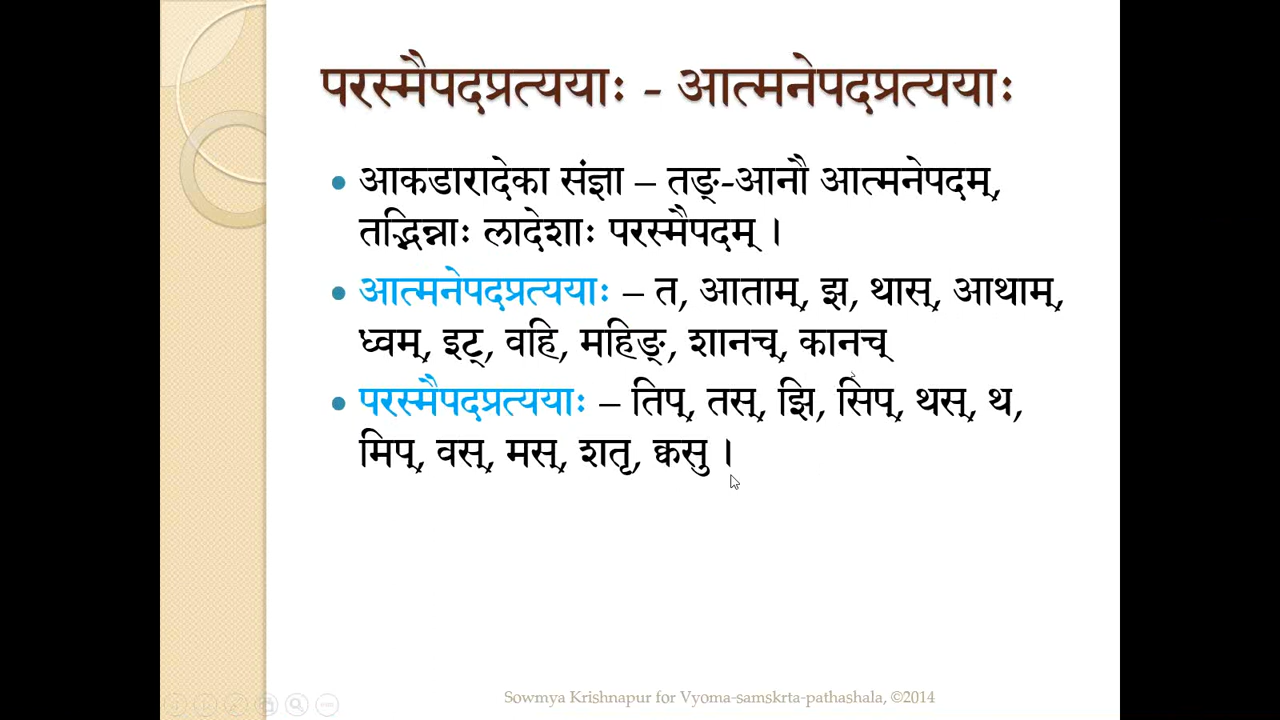 परस्मैपदप्रत्ययाः - आत्मनेपदप्रत्ययाः
• आकडारादेका संज्ञा – तङ्-आनौ आत्मनेपदम्,
तद्भिन्नाः लादेशाः परस्मैपदम् ।
• आत्मनेपदप्रत्ययाः – त, आताम्, झ, थास्, आथाम्,
ध्वम्, इट्, वहि, महिङ्, शानच्, कानच्
• परस्मैपदप्रत्ययाः – तिप्, तस्, झि, सिप्, थस्, थ,
मिप्, वस्, मस्, शतृ, क्वसु ।
Sowmya Krishnapur for Vyoma-samskrta-pathashala, ©2014